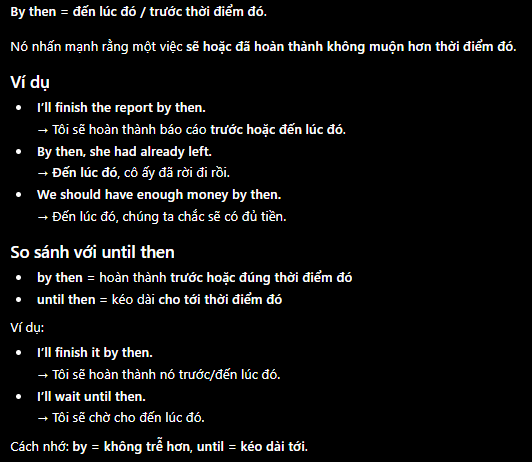 By then = đến lúc đó / trước thời điểm đó.
Nó nhấn mạnh rằng một việc sẽ hoặc đã hoàn thành không muộn hơn thời điểm đó.
Ví dụ
• I’ll finish the report by then.
→ Tôi sẽ hoàn thành báo cáo trước hoặc đến lúc đó.
• By then, she had already left.
→ Đến lúc đó, cô ấy đã rời đi rồi.
• We should have enough money by then.
→ Đến lúc đó, chúng ta chắc sẽ có đủ tiền.
So sánh với until then
• by then = hoàn thành trước hoặc đúng thời điểm đó
• until then = kéo dài cho tới thời điểm đó
Ví dụ:
• I’ll finish it by then.
→ Tôi sẽ hoàn thành nó trước/đến lúc đó.
• I’ll wait until then.
→ Tôi sẽ chờ cho đến lúc đó.
Cách nhớ: by = không trễ hơn, until = kéo dài tới.